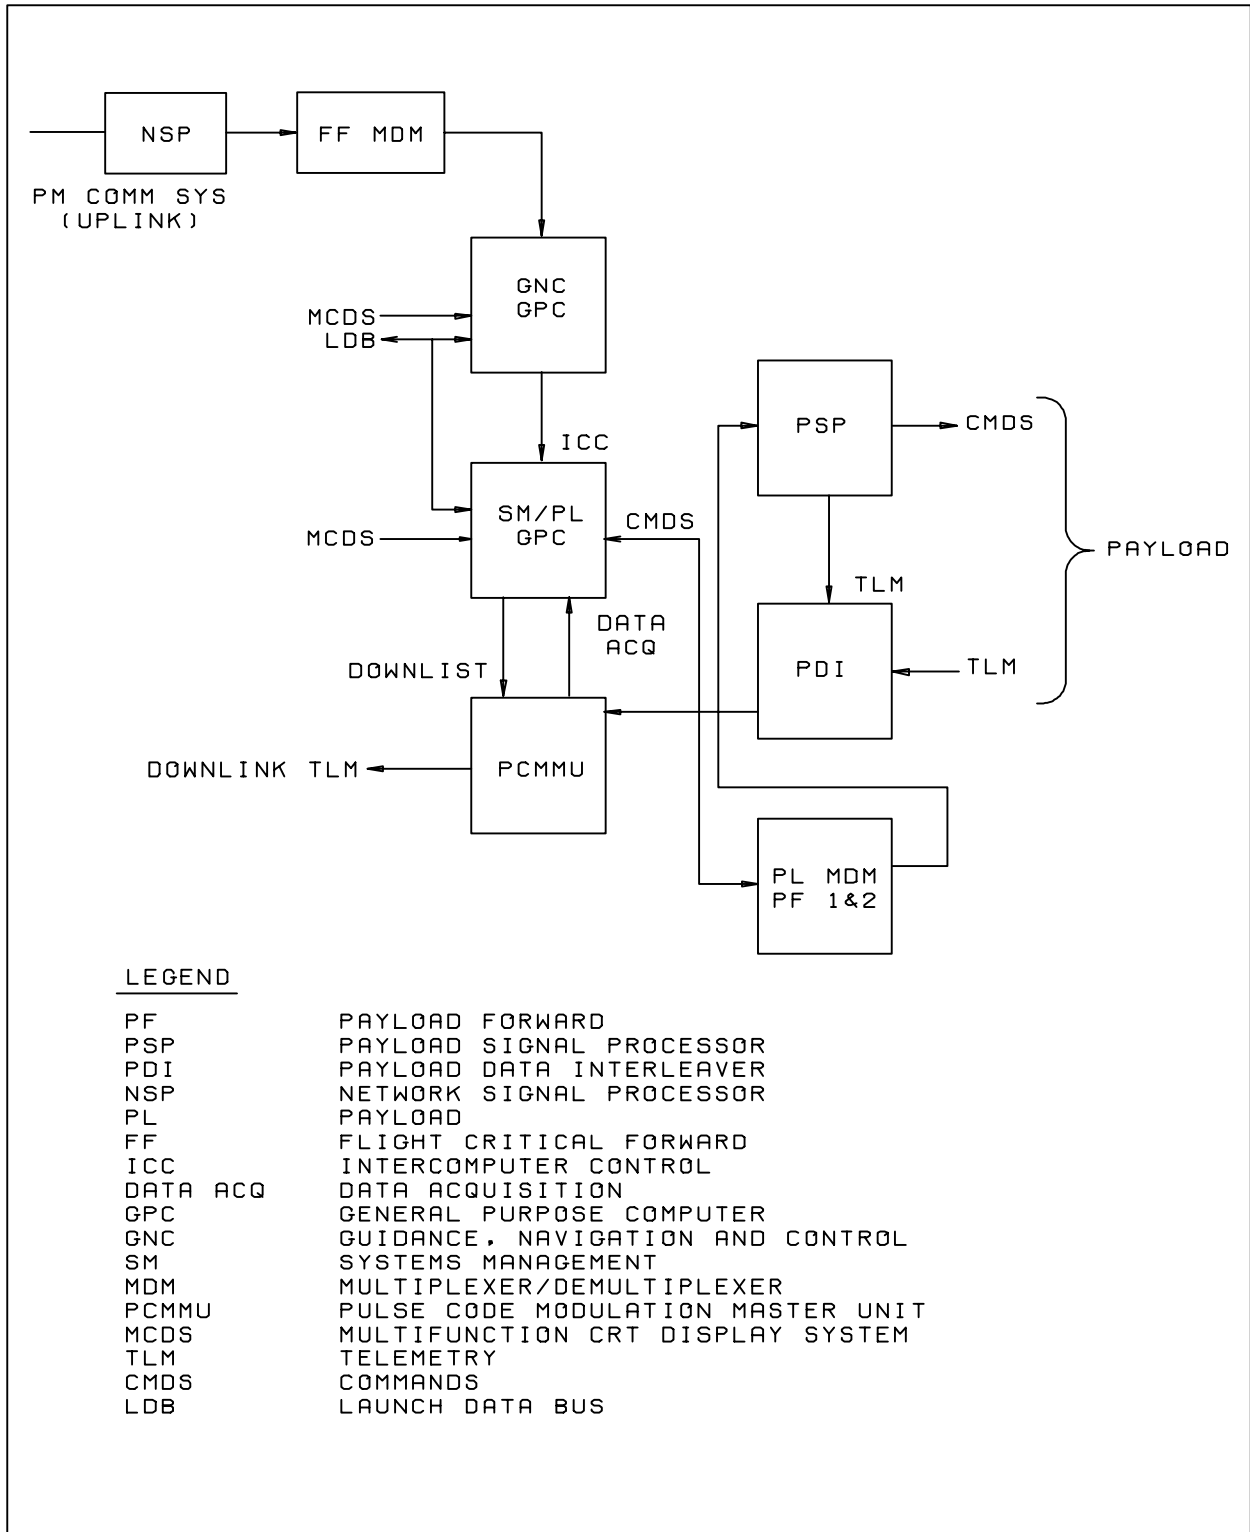 NSP
FF MDM
PM COMM SYS
(UPLINK)
GNC
GPC
MCDS
LDB
PSP
CMDS
ICC
SM/PL
GPC
CMDS
MCDS
PAYLOAD
TLM
DATA
ACQ
DOWNLIST
PDI
TLM
DOWNLINK TLM
PCMMU
PL MDM
PF 1&2
LEGEND
PF PAYLOAD FORWARD
PSP PAYLOAD SIGNAL PROCESSOR
PDI PAYLOAD DATA INTERLEAVER
NSP NETWORK SIGNAL PROCESSOR
PL PAYLOAD
FF FLIGHT CRITICAL FORWARD
ICC INTERCOMPUTER CONTROL
DATA ACQ DATA ACQUISITION
GPC GENERAL PURPOSE COMPUTER
GNC GUIDANCE, NAVIGATION AND CONTROL
SM SYSTEMS MANAGEMENT
MDM MULTIPLEXER/DEMULTIPLEXER
PCMMU PULSE CODE MODULATION MASTER UNIT
MCDS MULTIFUNCTION CRT DISPLAY SYSTEM
TLM TELEMETRY
CMDS COMMANDS
LDB LAUNCH DATA BUS